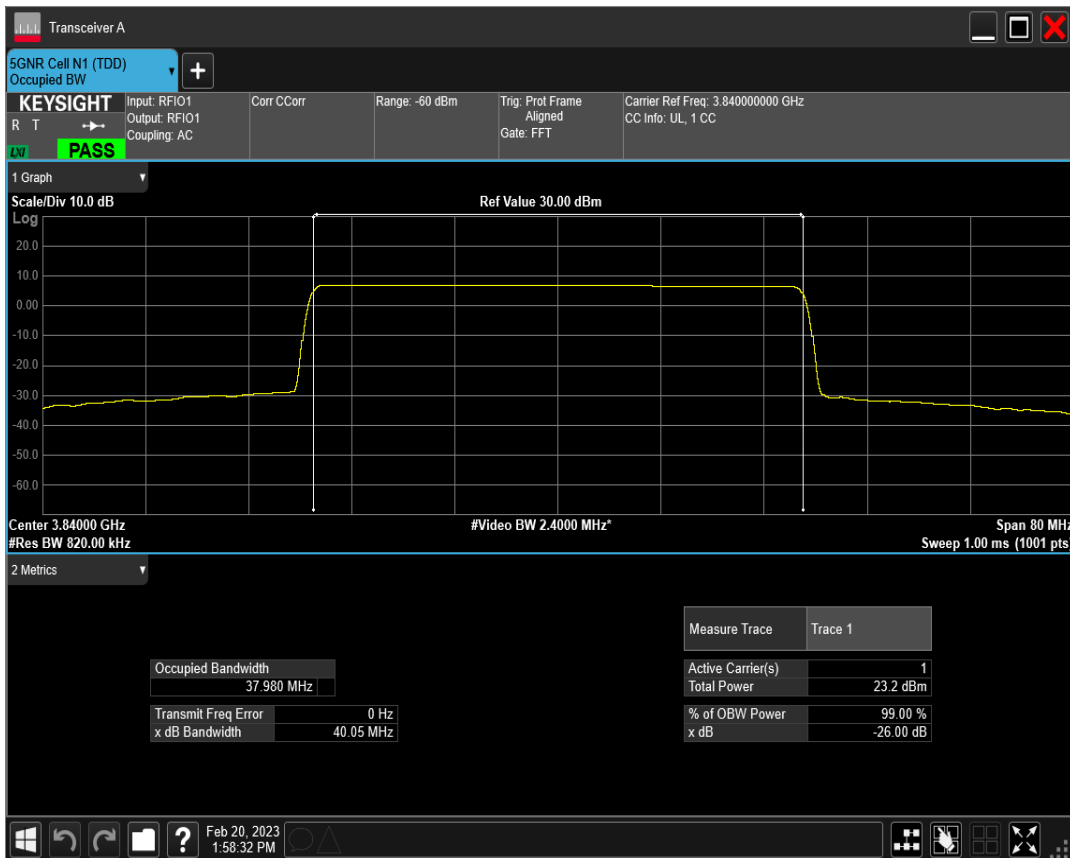 Transceiver A
5GNR Cell N1 (TDD)
Occupied BW
+
KEYSIGHT
R T
LXI
PASS
Input: RFIO1
Output: RFIO1
Coupling: AC
Corr CCorr
Range: -60 dBm
Trig: Prot Frame
Aligned
Gate: FFT
Carrier Ref Freq: 3.840000000 GHz
CC Info: UL, 1 CC
1 Graph
Scale/Div 10.0 dB
Ref Value 30.00 dBm
Log
20.0
10.0
0.00
-10.0
-20.0
-30.0
-40.0
-50.0
-60.0
Center 3.84000 GHz
#Video BW 2.4000 MHz*
Span 80 MHz
#Res BW 820.00 kHz
Sweep 1.00 ms (1001 pts)
2 Metrics
Measure Trace Trace 1
Occupied Bandwidth
37.980 MHz
Active Carrier(s) 1
Total Power 23.2 dBm
Transmit Freq Error 0 Hz
x dB Bandwidth 40.05 MHz
% of OBW Power 99.00 %
x dB -26.00 dB
?
Feb 20, 2023
1:58:32 PM